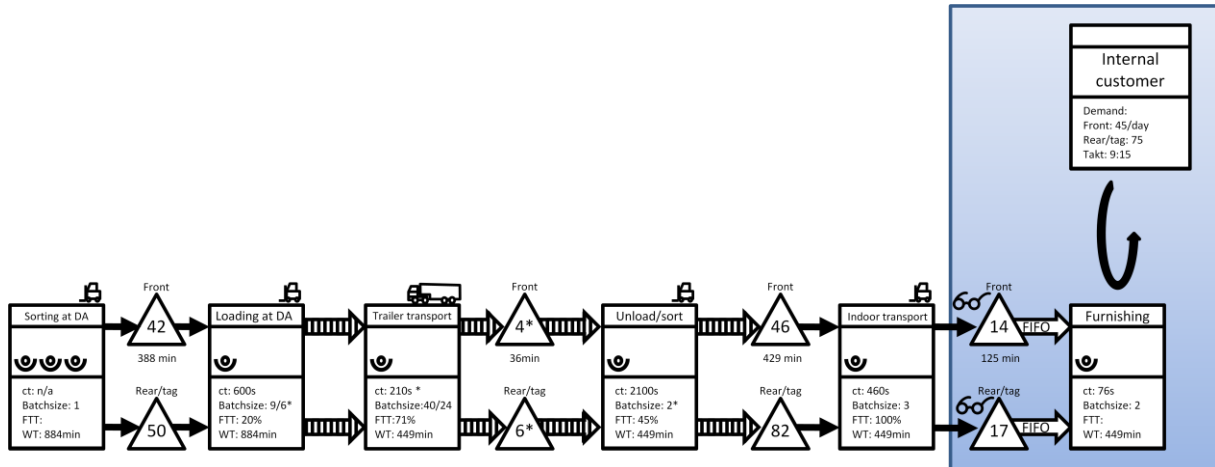 Internal
customer
Demand:
Front: 45/day
Rear/tag: 75
Takt: 9:15
Sorting at DA
ct: n/a
Batchsize: 1
FTT:
WT: 884min
Front
42
388 min
Rear/tag
50
Loading at DA
ct: 600s
Batchsize: 9/6*
FTT: 20%
WT: 884min
Trailer transport
ct: 210s *
Batchsize:40/24
FTT:71%
WT: 449min
Front
4*
36min
Rear/tag
6*
Unload/sort
ct: 2100s
Batchsize: 2*
FTT: 45%
WT: 449min
Front
46
429 min
Rear/tag
82
Indoor transport
ct: 460s
Batchsize: 3
FTT: 100%
WT: 449min
Front
14
FIFO
125 min
Rear/tag
17
FIFO
Furnishing
ct: 76s
Batchsize: 2
FTT:
WT: 449min